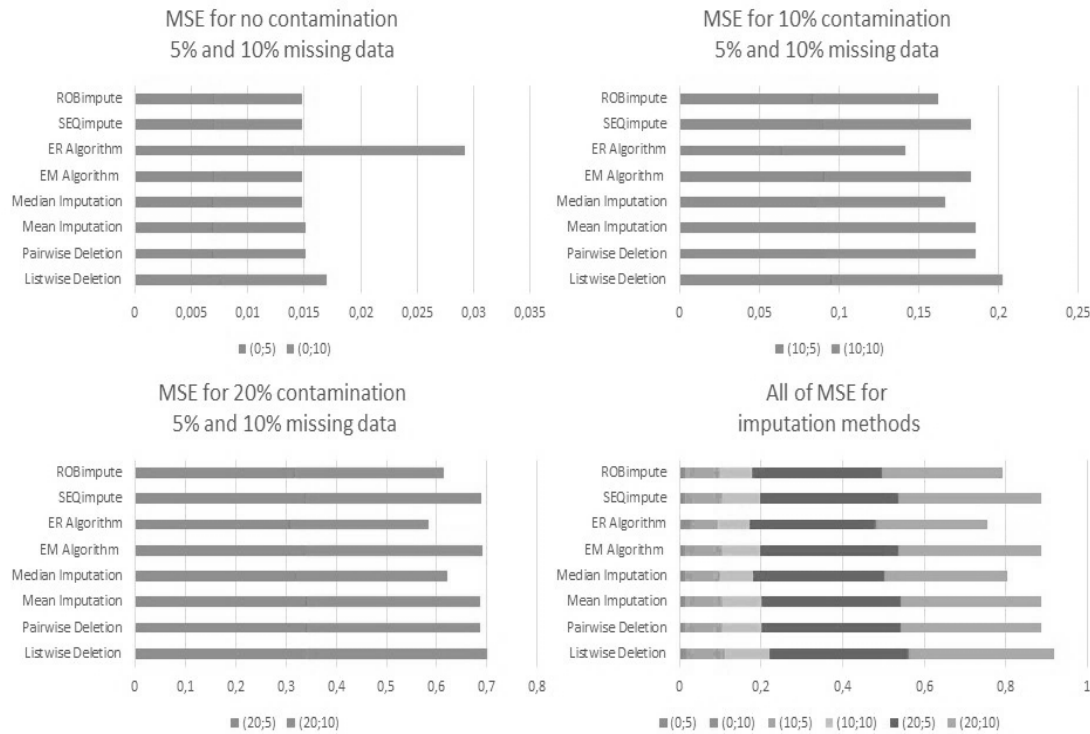 MSE for no contamination
5% and 10% missing data
ROBimpute
SEQimpute
ER Algorithm
EM Algorithm
Median Imputation
Mean Imputation
Pairwise Deletion
Listwise Deletion
0 0,005 0,01 0,015 0,02 0,025 0,03 0,035
(0;5) (0;10)
MSE for 10% contamination
5% and 10% missing data
ROBimpute
SEQimpute
ER Algorithm
EM Algorithm
Median Imputation
Mean Imputation
Pairwise Deletion
Listwise Deletion
0 0,05 0,1 0,15 0,2 0,25
(10;5) (10;10)
MSE for 20% contamination
5% and 10% missing data
ROBimpute
SEQimpute
ER Algorithm
EM Algorithm
Median Imputation
Mean Imputation
Pairwise Deletion
Listwise Deletion
0 0,1 0,2 0,3 0,4 0,5 0,6 0,7 0,8
(20;5) (20;10)
All of MSE for
imputation methods
ROBimpute
SEQimpute
ER Algorithm
EM Algorithm
Median Imputation
Mean Imputation
Pairwise Deletion
Listwise Deletion
0 0,2 0,4 0,6 0,8 1
(0;5) (0;10) (10;5) (10;10) (20;5) (20;10)